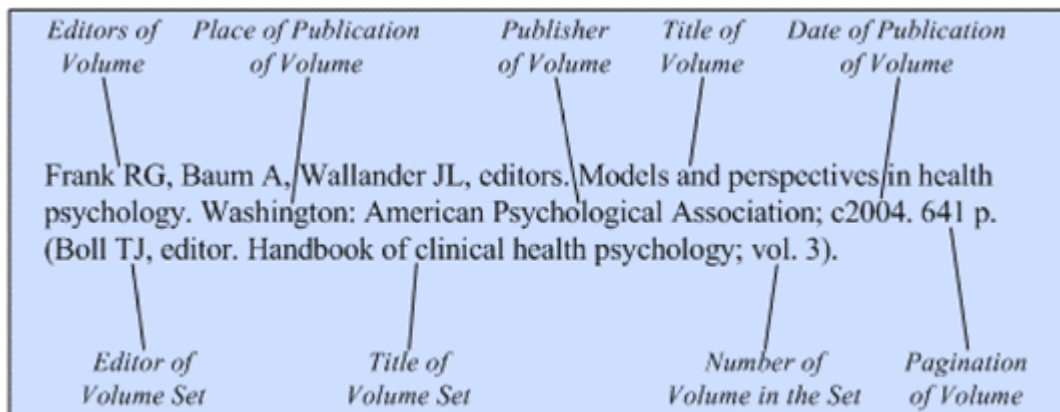 Editors of Place of Publication Publisher Title of Date of Publication
Volume of Volume of Volume Volume of Volume
Frank RG, Baum A, Wallander JL, editors. Models and perspectives in health
psychology. Washington: American Psychological Association; c2004. 641 p.
(Boll TJ, editor. Handbook of clinical health psychology; vol. 3).
Editor of Title of Number of Pagination
Volume Set Volume Set Volume in the Set of Volume